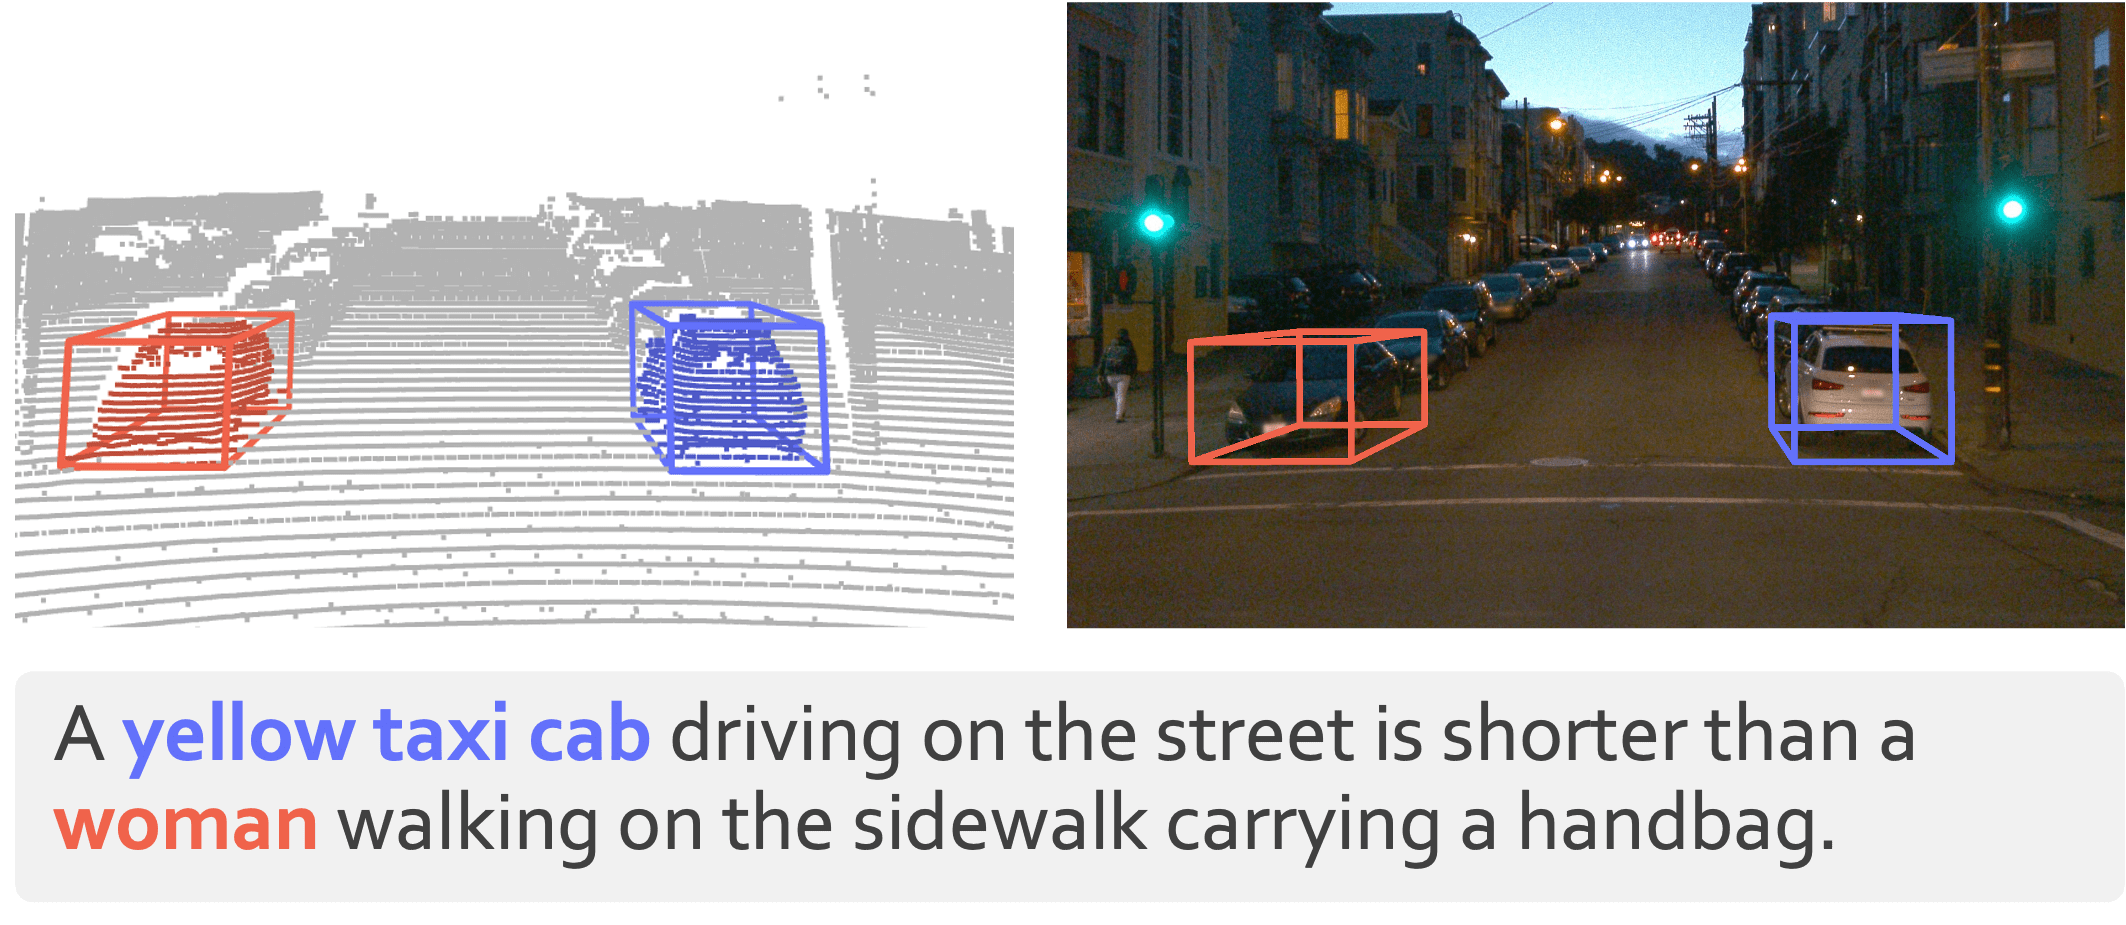 A yellow taxi cab driving on the street is shorter than a
woman walking on the sidewalk carrying a handbag.